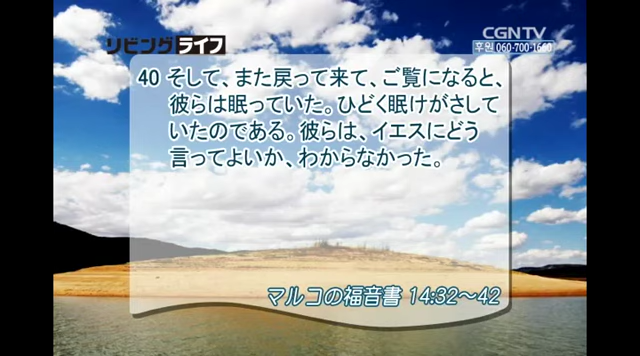 リビングライフ
CGNTV
후원 060-700-1660
40 そして、また戻って来て、ご覧になると、
彼らは眠っていた。ひどく眠けがさして
いたのである。彼らは、イエスにどう
言ってよいか、わからなかった。
マルコの福音書 14:32～42